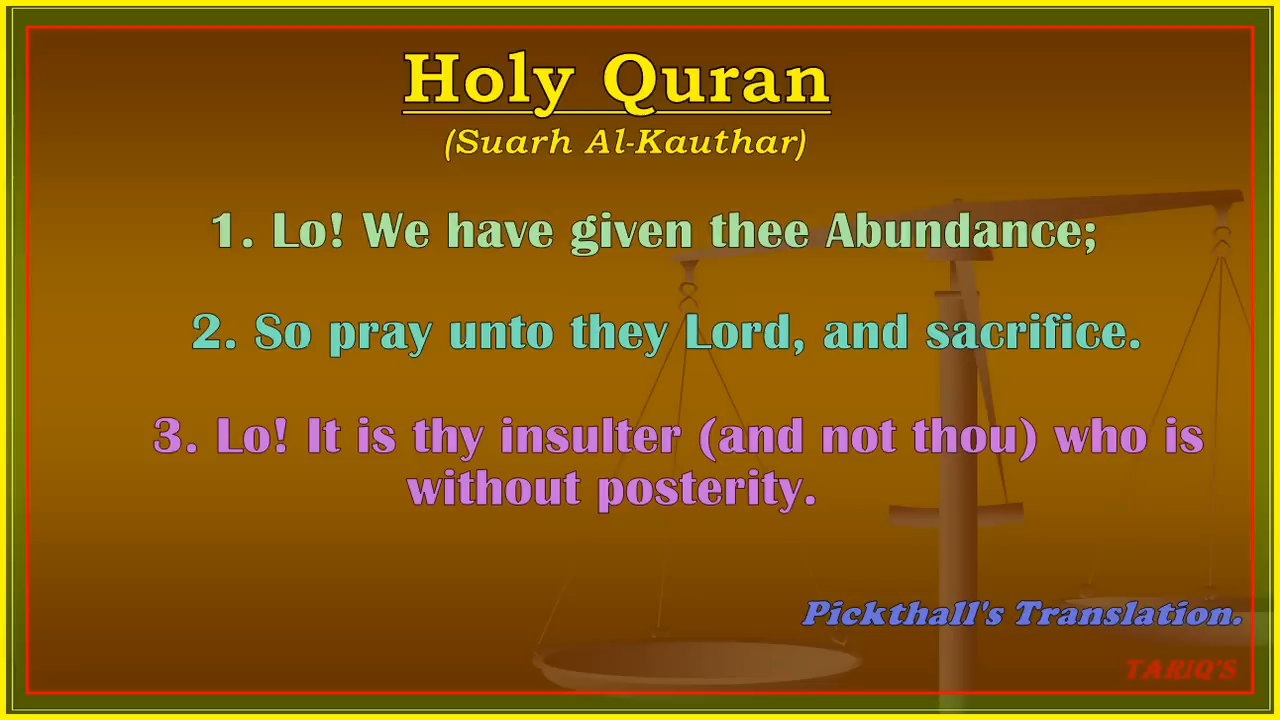 Holy Quran
(Suarh Al-Kauthar)
1. Lo! We have given thee Abundance;
2. So pray unto they Lord, and sacrifice.
3. Lo! It is thy insulter (and not thou) who is
without posterity.
Pickthall's Translation.
TARIQ'S